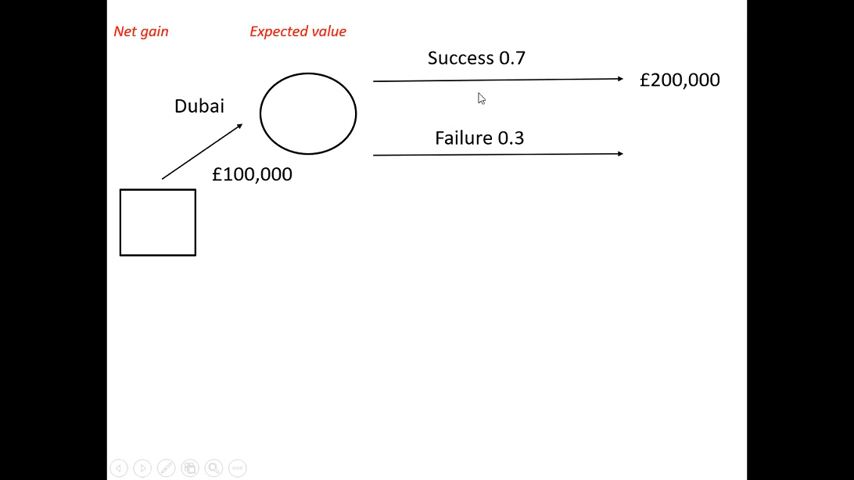 Net gain
Expected value
Success 0.7
£200,000
Dubai
Failure 0.3
£100,000